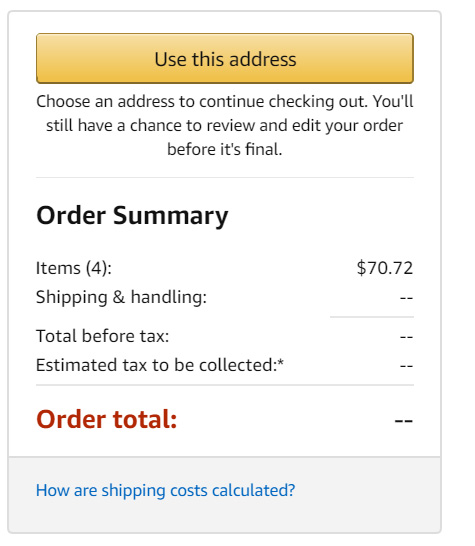 Use this address
Choose an address to continue checking out. You'll
still have a chance to review and edit your order
before it's final.
Order Summary
Items (4): $70.72
Shipping & handling: --
Total before tax: --
Estimated tax to be collected:* --
Order total: --
How are shipping costs calculated?